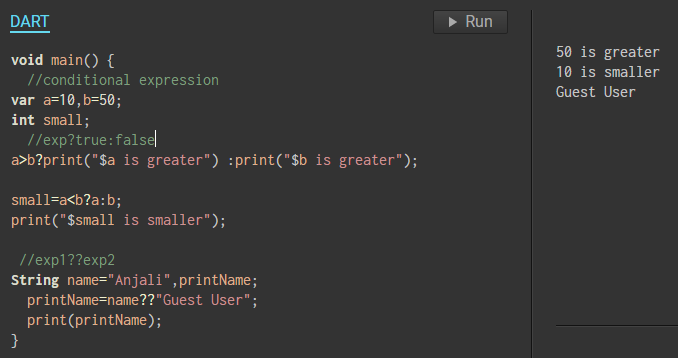 DART
Run
void main() {
//conditional expression
var a=10,b=50;
int small;
//exp?true:false
a>b?print("$a is greater") :print("$b is greater");
small=a<b?a:b;
print("$small is smaller");
//exp1??exp2
String name="Anjali",printName;
printName=name??"Guest User";
print(printName);
}
50 is greater
10 is smaller
Guest User